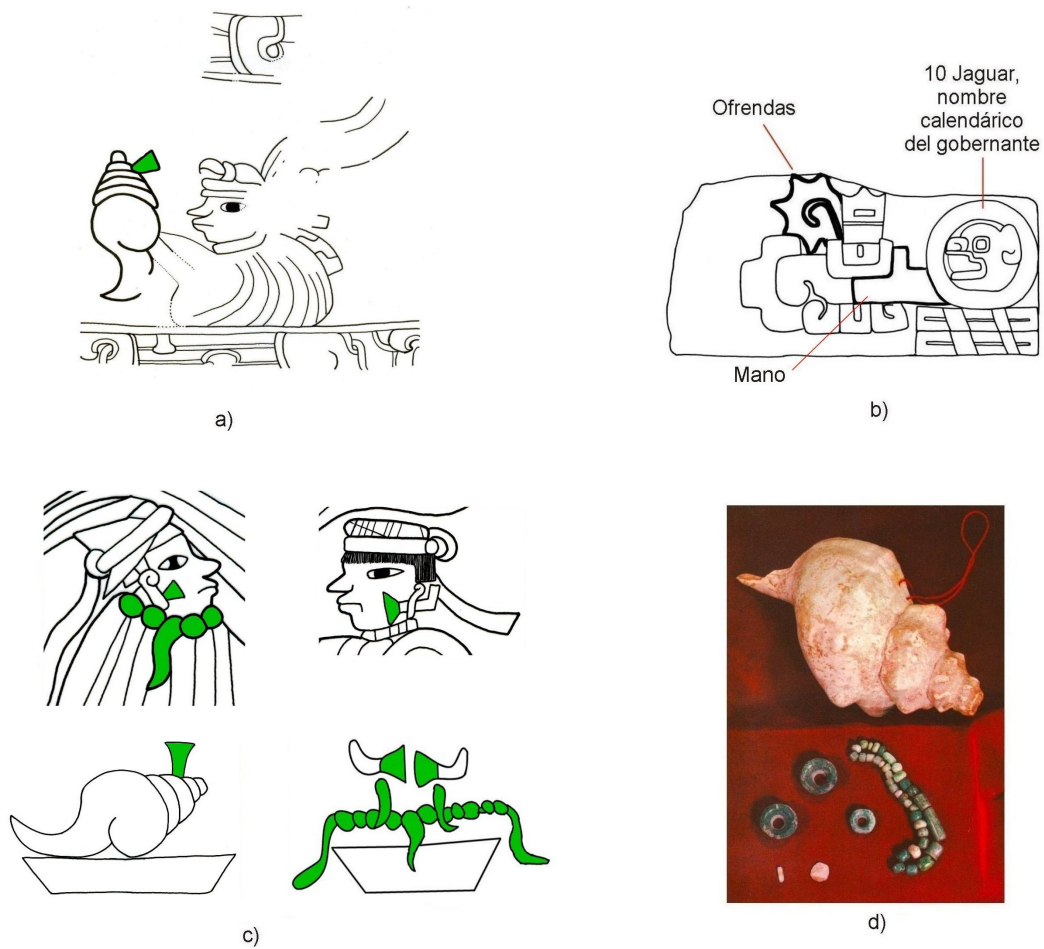 a)
Ofrendas
10 Jaguar,
nombre
calendárico
del gobernante
Mano
b)
c)
d)